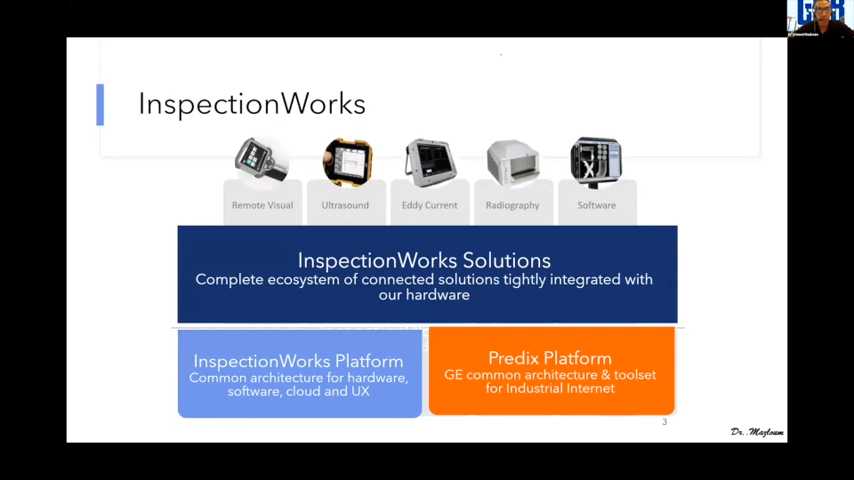 InspectionWorks
Remote Visual
Ultrasound
Eddy Current
Radiography
Software
InspectionWorks Solutions
Complete ecosystem of connected solutions tightly integrated with
our hardware
InspectionWorks Platform
Common architecture for hardware,
software, cloud and UX
Predix Platform
GE common architecture & toolset
for Industrial Internet
3
Dr. Mazloum